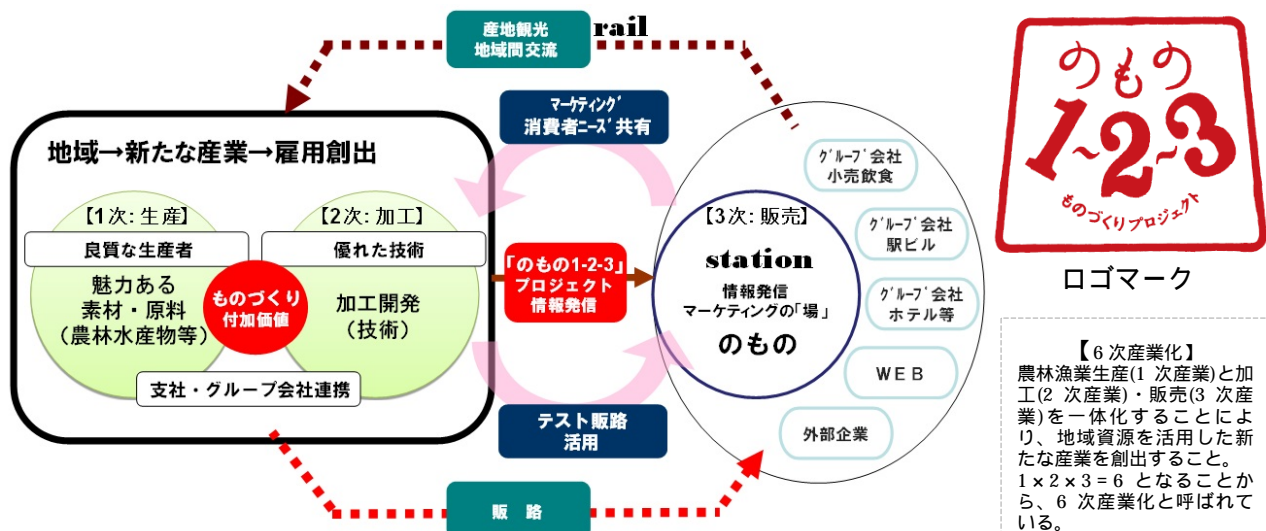 産地観光
地域間交流
rail
マーケティング
消費者ニーズ共有
地域→新たな産業→雇用創出
【1次:生産】
良質な生産者
魅力ある
素材・原料
(農林水産物等)
【2次:加工】
優れた技術
加工開発
(技術)
ものづくり
付加価値
支社・グループ会社連携
「のもの1-2-3」
プロジェクト
情報発信
テスト販路
活用
販 路
【3次:販売】
station
情報発信
マーケティングの「場」
のもの
グループ会社
小売飲食
グループ会社
駅ビル
グループ会社
ホテル等
WEB
外部企業
のもの
1~2~3
ものづくりプロジェクト
ロゴマーク
【6次産業化】
農林漁業生産(1 次産業)と加
工(2 次産業)・販売(3 次産
業)を一体化することによ
り、地域資源を活用した新
たな産業を創出すること。
1×2×3=6 となることか
ら、6 次産業化と呼ばれて
いる。